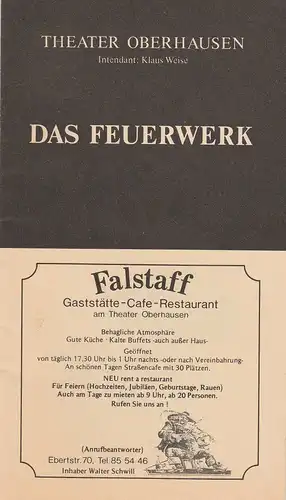 THEATER OBERHAUSEN
Intendant: Klaus Weise
DAS FEUERWERK
Falstaff
Gaststätte-Cafe-Restaurant
am Theater Oberhausen
Behagliche Atmosphäre
Gute Küche - Kalte Buffets -auch außer Haus-
Geöffnet
von täglich 17.30 Uhr bis 1 Uhr nachts -oder nach Vereinbahrung-
An schönen Tagen Straßencafe mit 30 Plätzen.
NEU rent a restaurant
Für Feiern (Hochzeiten, Jubiläen, Geburtstage, Rauen)
Auch am Tage zu mieten ab 9 Uhr, ab 20 Personen.
Rufen Sie uns an !
(Anrufbeantworter)
Ebertstr. 70, Tel 85 54 46
Inhaber Walter Schwill